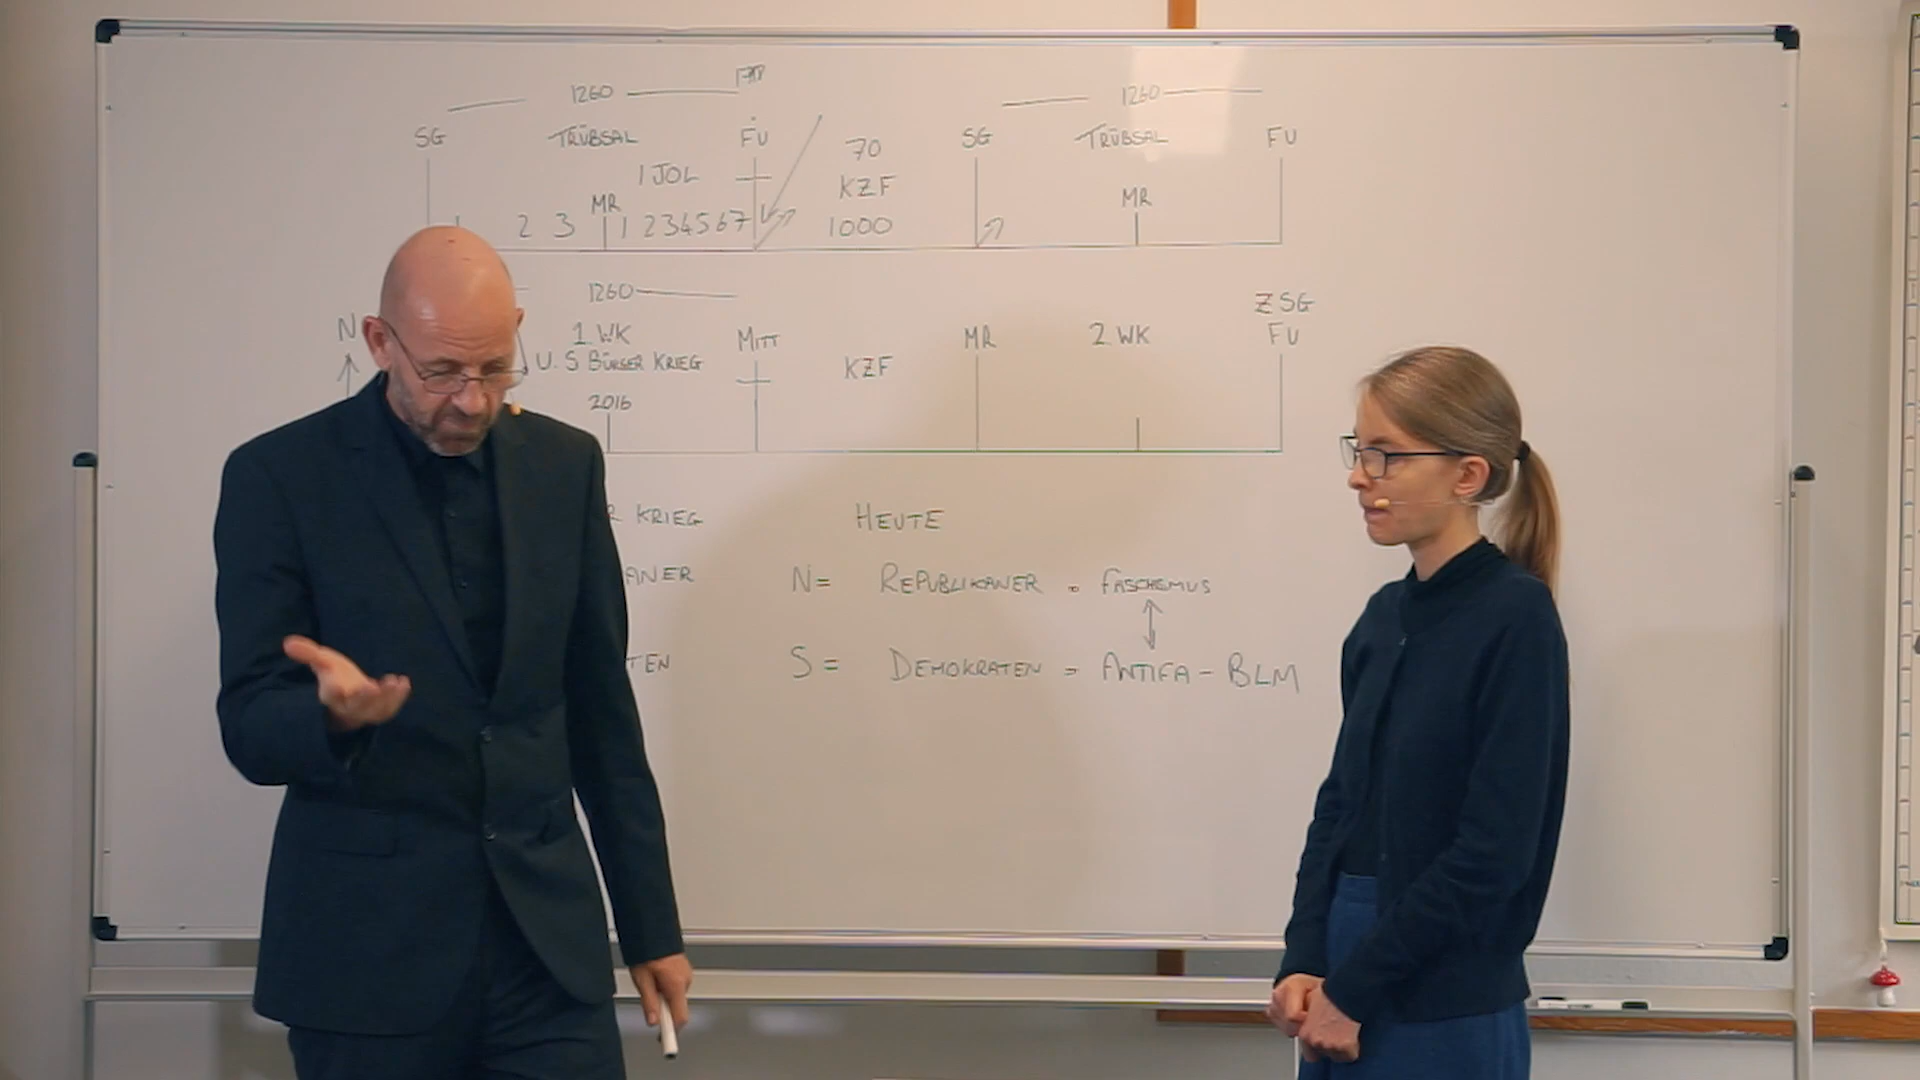 1260 1260
SG TRÜBSAL FU 70 SG TRÜBSAL FU
1 JOL KZF
MR MR
2 3 1 2 3 4 5 6 7 1000
1260 Z SG
N 1 WK MITT MR 2 WK FU
U. S BÜRGER KRIEG KZF
2016
R KRIEG HEUTE
ANER N= REPUBLIKANER = FASCHISMUS
TEN S = DEMOKRATEN = ANTIFA - BLM